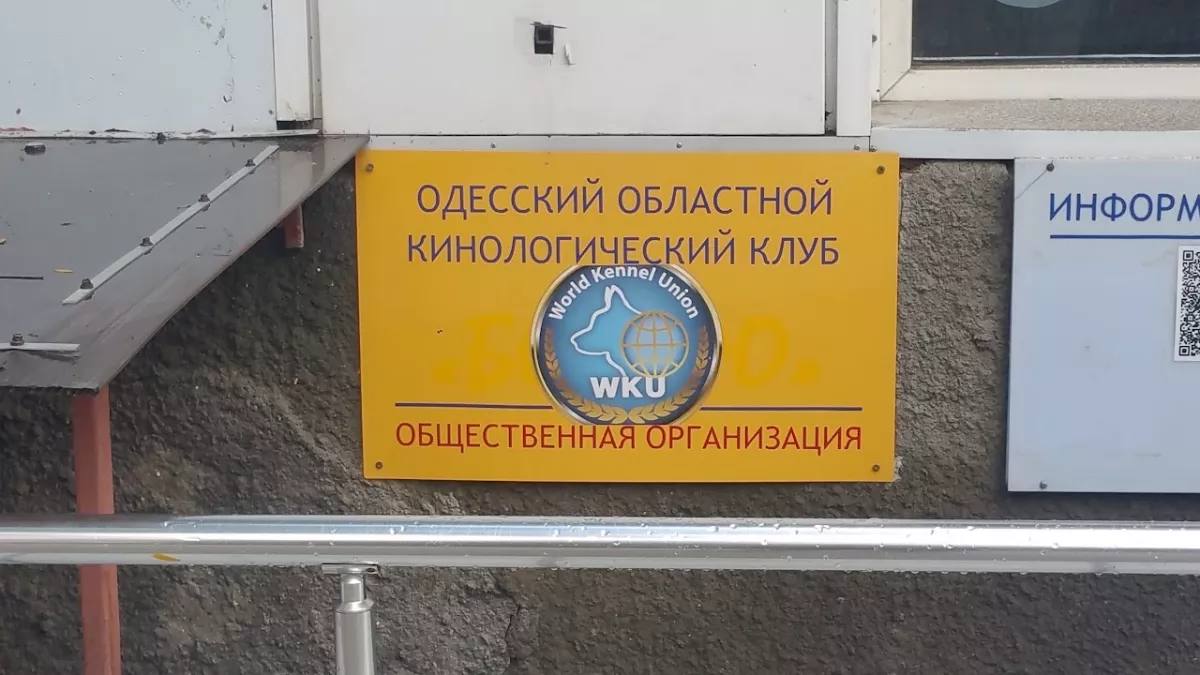 ОДЕССКИЙ ОБЛАСТНОЙ
КИНОЛОГИЧЕСКИЙ КЛУБ
World Kennel Union
WKU
ОБЩЕСТВЕННАЯ ОРГАНИЗАЦИЯ
ИНФОРМ